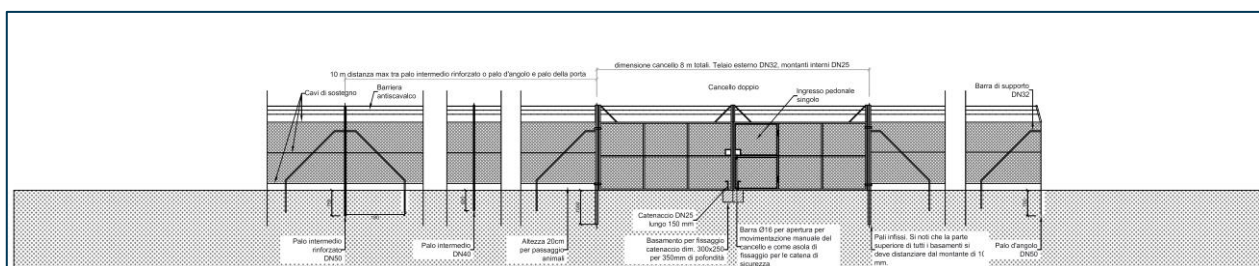 dimensione cancello 8 m totali. Telaio esterno DN32, montanti interni DN25
10 m distanza max tra palo intermedio rinforzato o palo d'angolo e palo della porta
Cavi di sostegno
Barriera
antiscavalco
Cancello doppio
Ingresso pedonale
singolo
Barra di supporto
DN32
Palo intermedio
rinforzato
DN50
Palo intermedio
DN40
Altezza 20cm
per passaggio
animali
Catenaccio DN25
lungo 150 mm
Basamento per fissaggio
catenaccio dim. 300x250
per 350mm di pofondità
Barra Ø16 per apertura per
movimentazione manuale del
cancello e come asola di
fissaggio per le catena di
sicurezza
Pali infissi. Si noti che la parte
superiore di tutti i basamenti si
deve distanziare dal montante di 10
mm.
Palo d'angolo
DN50